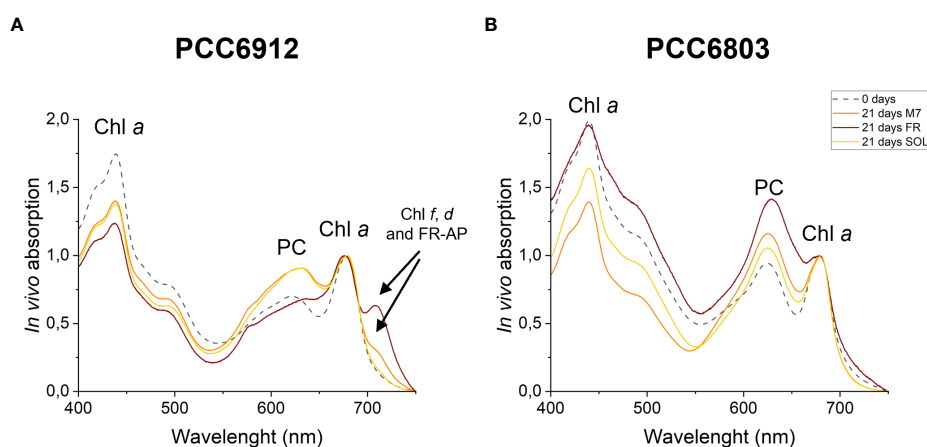 A
PCC6912
Chl a
PC
Chl a
Chl f, d
and FR-AP
2,0
1,5
1,0
0,5
0,0
400
500
600
700
In vivo absorption
Wavelenght (nm)
B
PCC6803
0 days
21 days M7
21 days FR
21 days SOL
Chl a
PC
Chl a
2,0
1,5
1,0
0,5
0,0
400
500
600
700
In vivo absorption
Wavelenght (nm)